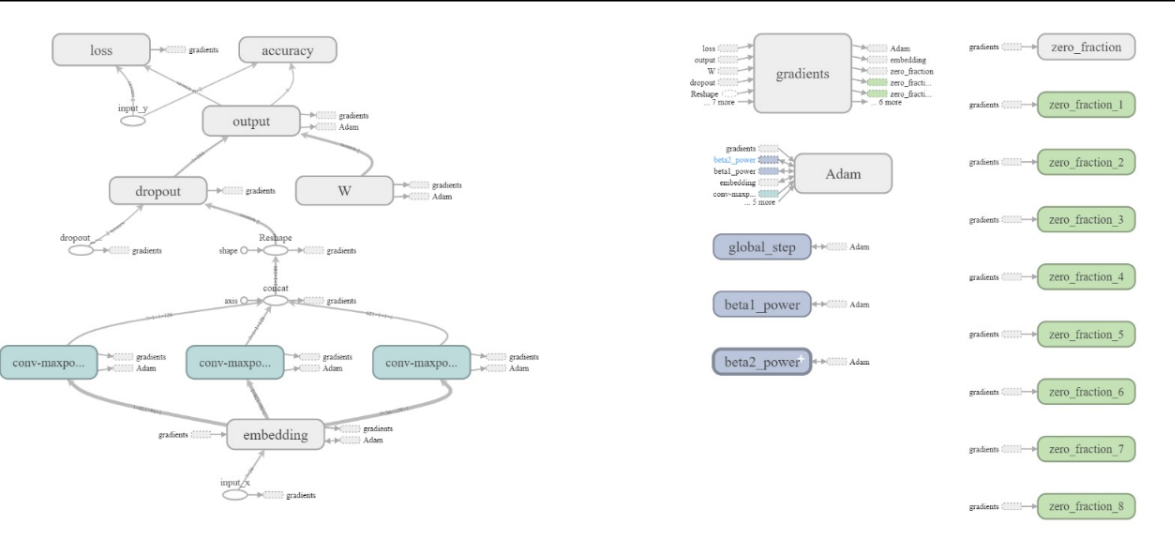 loss
gradients
accuracy
input_y
output
gradients
Adam
dropout
gradients
W
gradients
Adam
dropout
gradients
Reshape
shape
gradients
concat
axis
gradients
conv-maxpo...
gradients
Adam
conv-maxpo...
gradients
Adam
conv-maxpo...
gradients
Adam
gradients
embedding
gradients
Adam
input_x
gradients
loss
output
W
dropout
Reshape
... 7 more
gradients
Adam
embedding
zero_fraction
zero_fracti...
zero_fracti...
... 6 more
gradients
beta2_power
beta1_power
embedding
conv-maxp...
... 5 more
Adam
global_step
Adam
beta1_power
Adam
beta2_power
Adam
gradients
zero_fraction
gradients
zero_fraction_1
gradients
zero_fraction_2
gradients
zero_fraction_3
gradients
zero_fraction_4
gradients
zero_fraction_5
gradients
zero_fraction_6
gradients
zero_fraction_7
gradients
zero_fraction_8